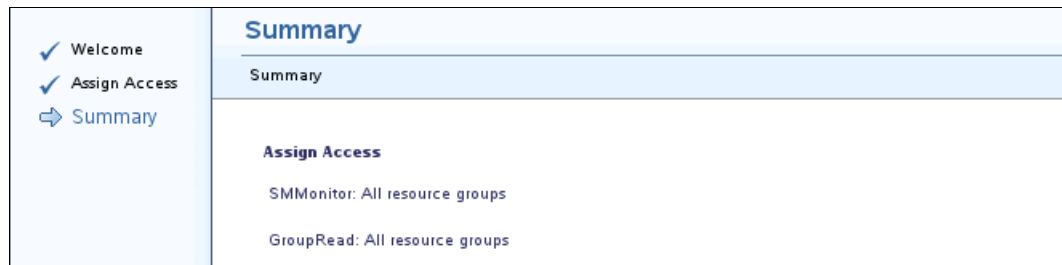 Welcome
Assign Access
Summary
Summary
Summary
Assign Access
SMMonitor: All resource groups
GroupRead: All resource groups